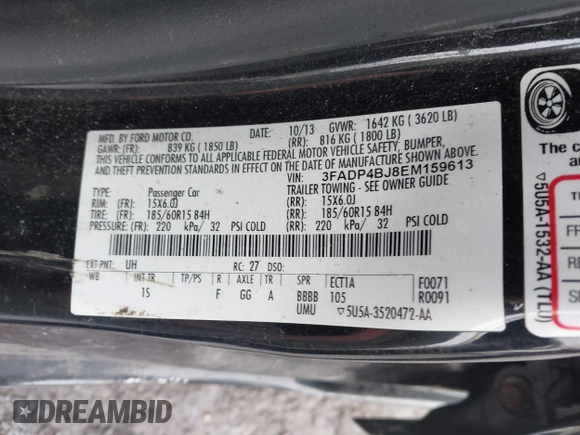 MFD. BY FORD MOTOR CO.
DATE: 10/13 GVWR: 1642 KG ( 3620 LB)
GAWR: (FR): 839 KG ( 1850 LB) (RR): 816 KG ( 1800 LB)
THIS VEHICLE CONFORMS TO ALL APPLICABLE FEDERAL MOTOR VEHICLE SAFETY, BUMPER,
AND THEFT PREVENTION STANDARDS IN EFFECT ON THE DATE OF MANUFACTURE SHOWN ABOVE.
VIN: 3FADP4BJ8EM159613
TYPE: Passenger Car TRAILER TOWING - SEE OWNER GUIDE
RIM: (FR): 15X6.0J (RR): 15X6.0J
TIRE: (FR): 185/60R15 84H (RR): 185/60R15 84H
PRESSURE: (FR): 220 kPa/ 32 PSI COLD (RR): 220 kPa/ 32 PSI COLD
EXT PNT: UH RC: 27 DSO:
WB INT TR TP/PS R AXLE TR SPR ECT1A F0071
1S F GG A BBBB 105 R0091
UMU ▽5U5A-3520472-AA
The c
a
▽5U5A-1532-AA (TLD)
FR
RE
DREAMBID